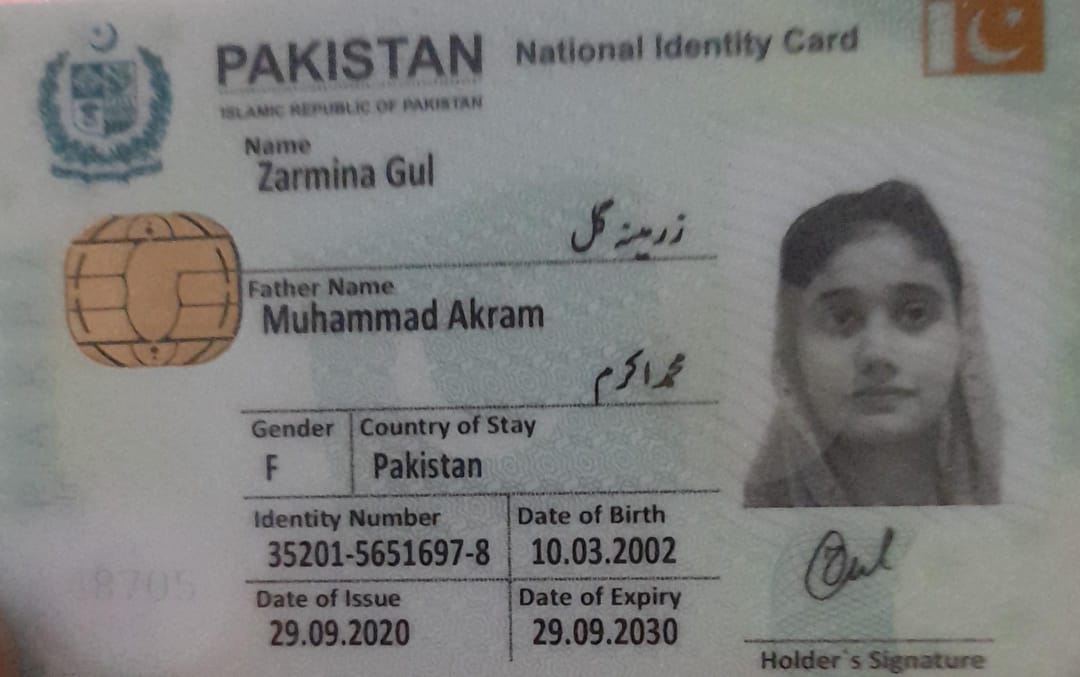 PAKISTAN National Identity Card
ISLAMIC REPUBLIC OF PAKISTAN
Name
Zarmina Gul
زرمینہ گل
Father Name
Muhammad Akram
محمد اکرم
Gender Country of Stay
F Pakistan
Identity Number Date of Birth
35201-5651697-8 10.03.2002
Date of Issue Date of Expiry
29.09.2020 29.09.2030
Holder`s Signature